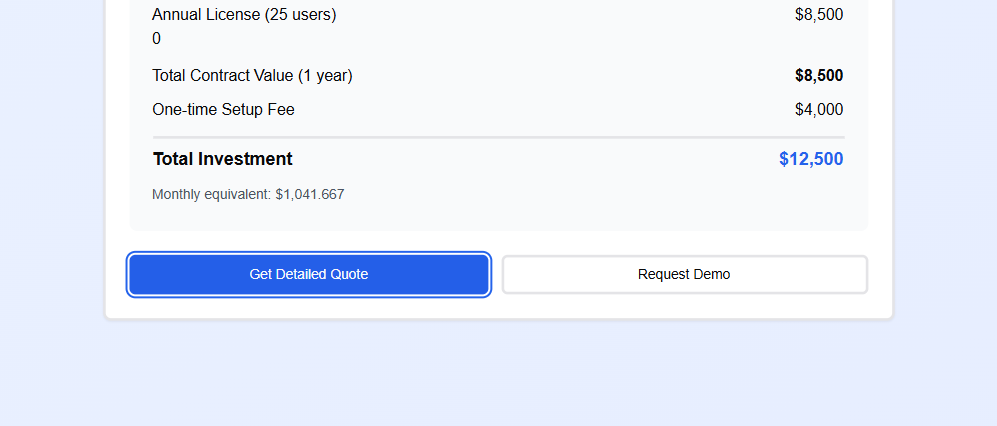 Annual License (25 users) $8,500
0
Total Contract Value (1 year) $8,500
One-time Setup Fee $4,000
Total Investment $12,500
Monthly equivalent: $1,041.667
Get Detailed Quote Request Demo